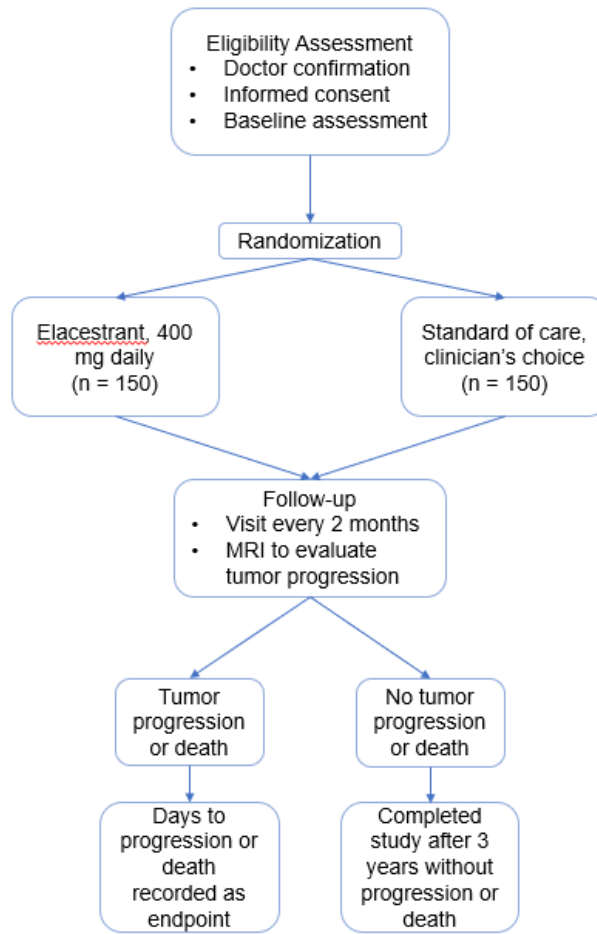 Eligibility Assessment
• Doctor confirmation
• Informed consent
• Baseline assessment
Randomization
Elacestrant, 400
mg daily
(n = 150)
Standard of care,
clinician's choice
(n = 150)
Follow-up
• Visit every 2 months
• MRI to evaluate
tumor progression
Tumor
progression
or death
No tumor
progression
or death
Days to
progression or
death
recorded as
endpoint
Completed
study after 3
years without
progression or
death